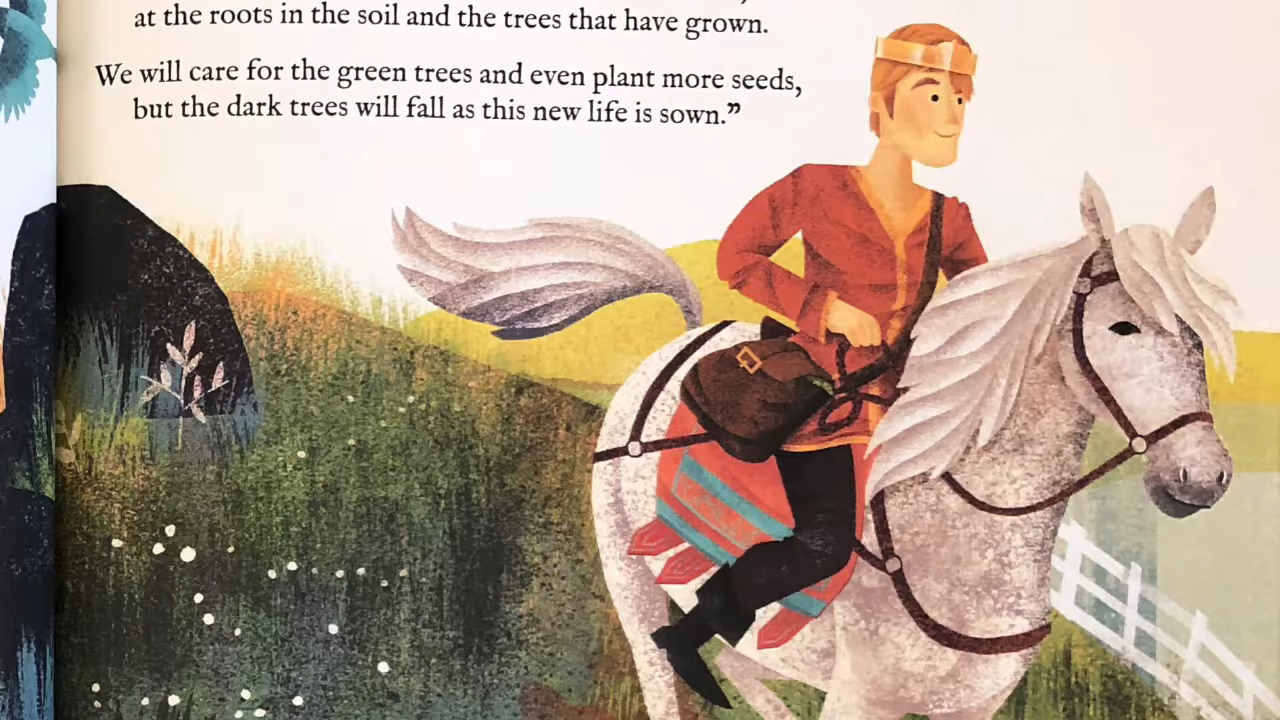 at the roots in the soil and the trees that have grown.
We will care for the green trees and even plant more seeds,
but the dark trees will fall as this new life is sown.”